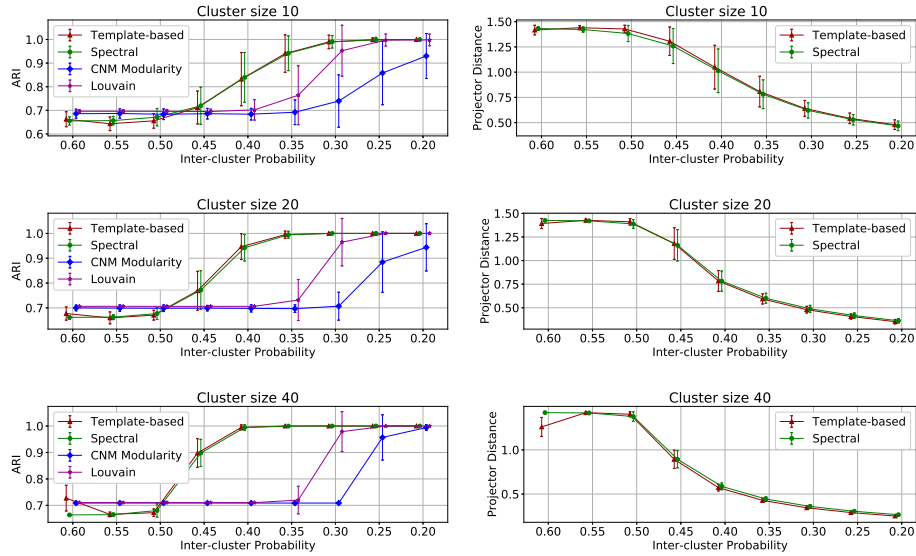 Cluster size 10
ARI
1.0
0.9
0.8
0.7
0.6
Template-based
Spectral
CNM Modularity
Louvain
0.60 0.55 0.50 0.45 0.40 0.35 0.30 0.25 0.20
Inter-cluster Probability
Cluster size 10
Projector Distance
1.50
1.25
1.00
0.75
0.50
Template-based
Spectral
0.60 0.55 0.50 0.45 0.40 0.35 0.30 0.25 0.20
Inter-cluster Probability
Cluster size 20
ARI
1.0
0.9
0.8
0.7
Template-based
Spectral
CNM Modularity
Louvain
0.60 0.55 0.50 0.45 0.40 0.35 0.30 0.25 0.20
Inter-cluster Probability
Cluster size 20
Projector Distance
1.50
1.25
1.00
0.75
0.50
Template-based
Spectral
0.60 0.55 0.50 0.45 0.40 0.35 0.30 0.25 0.20
Inter-cluster Probability
Cluster size 40
ARI
1.0
0.9
0.8
0.7
Template-based
Spectral
CNM Modularity
Louvain
0.60 0.55 0.50 0.45 0.40 0.35 0.30 0.25 0.20
Inter-cluster Probability
Cluster size 40
Projector Distance
1.0
0.5
Template-based
Spectral
0.60 0.55 0.50 0.45 0.40 0.35 0.30 0.25 0.20
Inter-cluster Probability